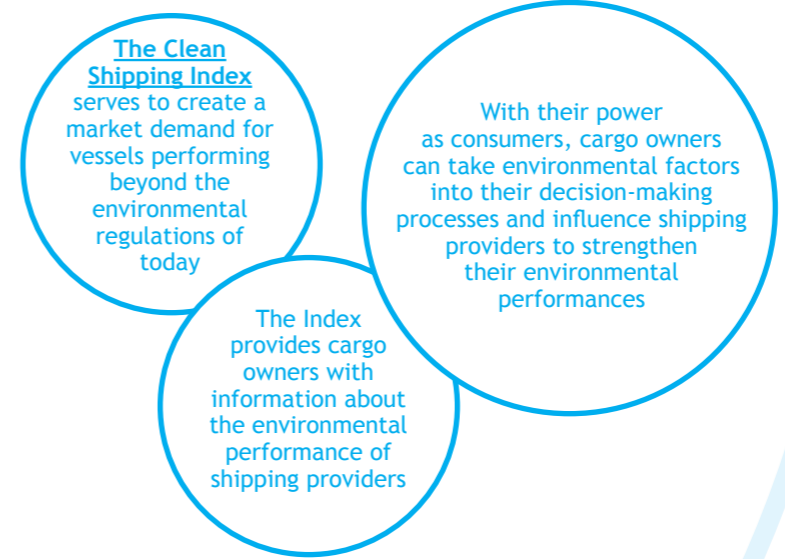 The Clean
Shipping Index
serves to create a
market demand for
vessels performing
beyond the
environmental
regulations of
today
The Index
provides cargo
owners with
information about
the environmental
performance of
shipping providers
With their power
as consumers, cargo owners
can take environmental factors
into their decision-making
processes and influence shipping
providers to strengthen
their environmental
performances